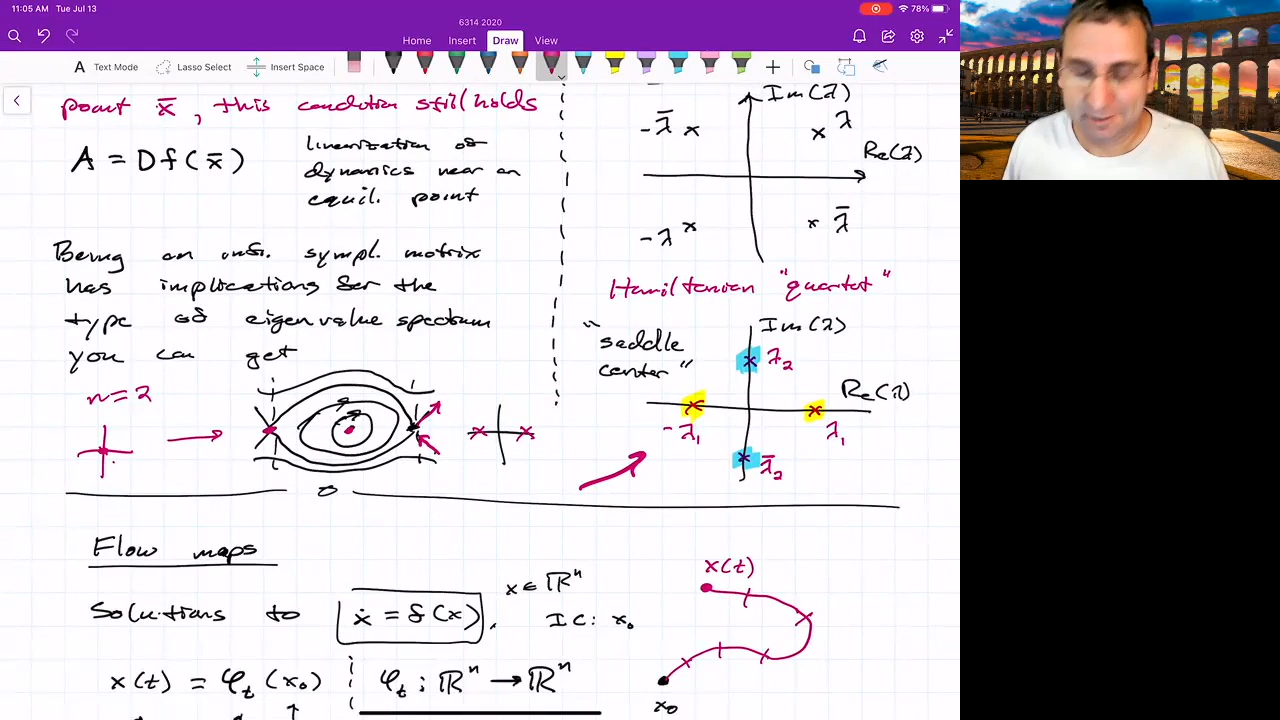 11:05 AM Tue Jul 13
78%
6314 2020
Home Insert Draw View
A Text Mode Lasso Select Insert Space
point x̄, this condition still holds
A = Df(x̄)
linearization of
dynamics near an
equil. point
Being an infi. sympl. matrix
has implications for the
type of eigenvalue spectrum
you can get
n=2
Im(λ)
-λ̄
λ
Re(λ)
-λ
λ̄
Hamiltonian "quartet"
"saddle
center"
Im(λ)
λ₂
Re(λ)
-λ₁
λ₁
λ̄₂
Flow maps
Solutions to ẋ = f(x), x ∈ ℝⁿ
IC: x₀
x(t) = φₜ(x₀)
φₜ : ℝⁿ → ℝⁿ
x(t)
x₀